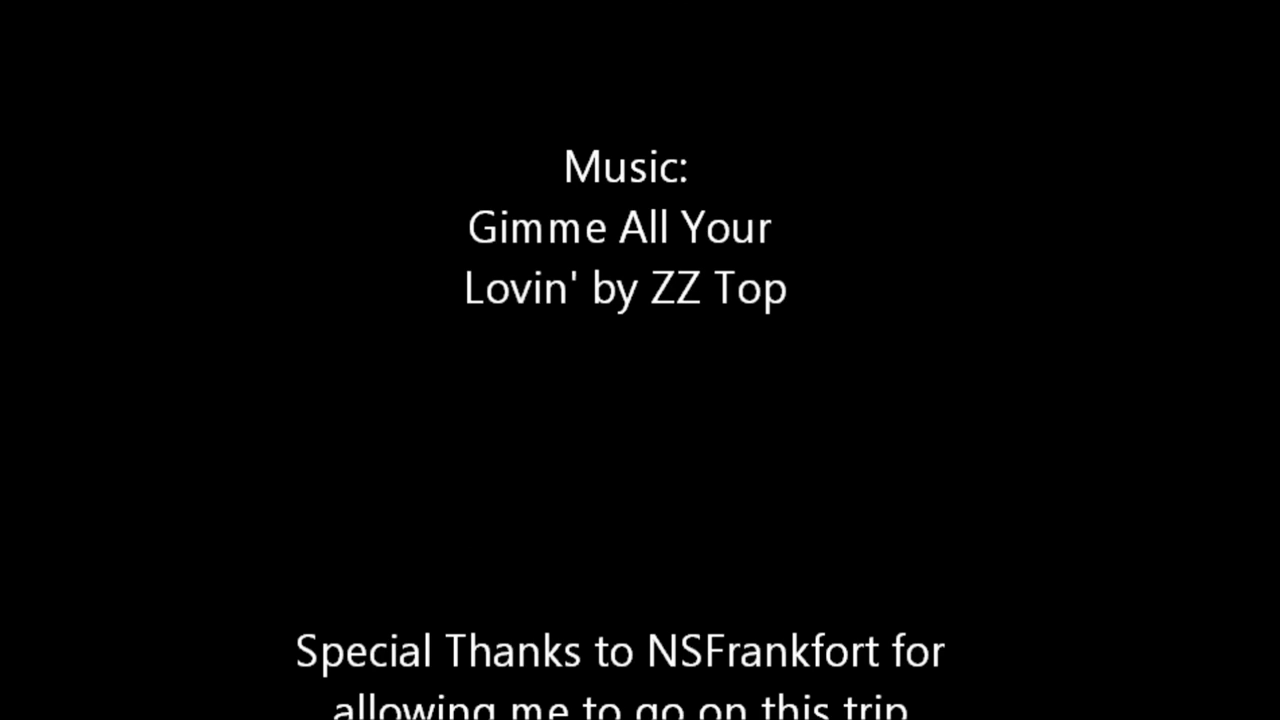 Music:
Gimme All Your
Lovin' by ZZ Top
Special Thanks to NSFrankfort for
allowing me to go on this trip